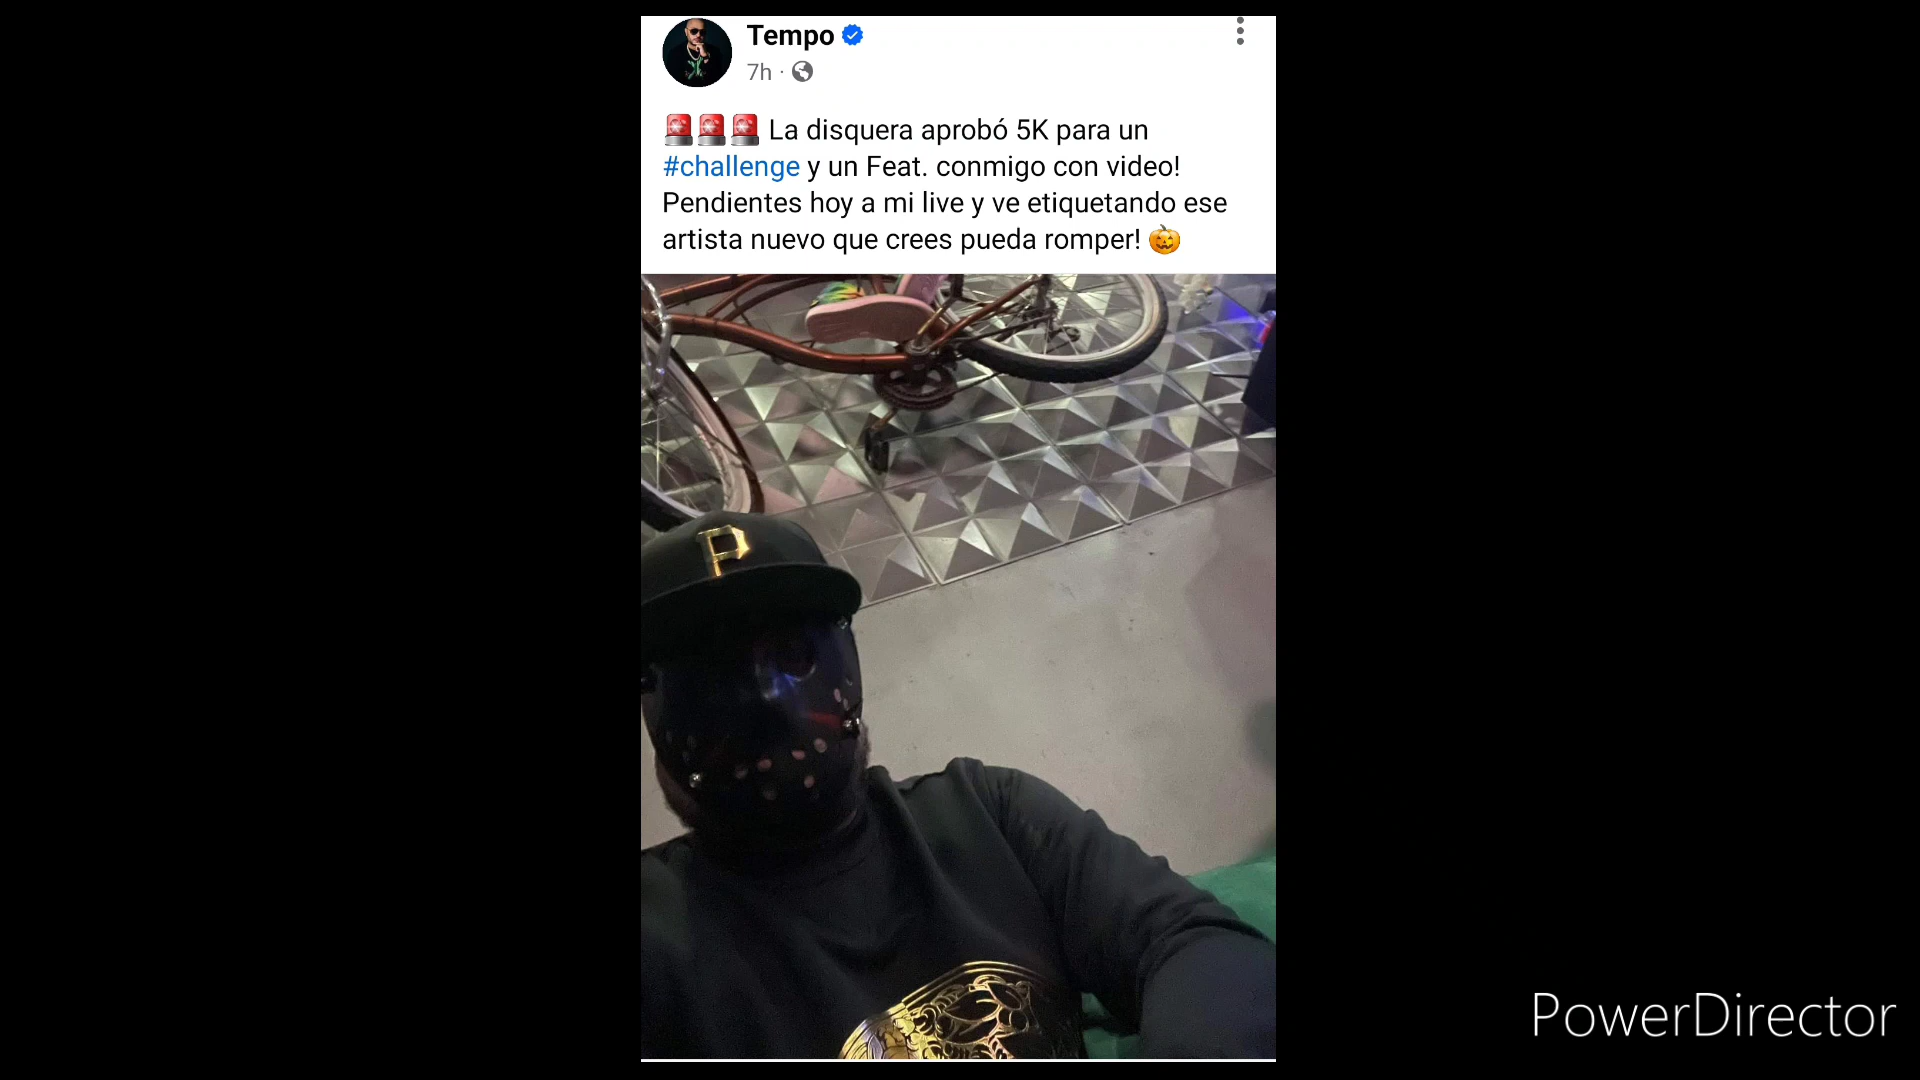 Tempo
7h ·
🚨🚨🚨 La disquera aprobó 5K para un
#challenge y un Feat. conmigo con video!
Pendientes hoy a mi live y ve etiquetando ese
artista nuevo que crees pueda romper! 🎃
P
PowerDirector